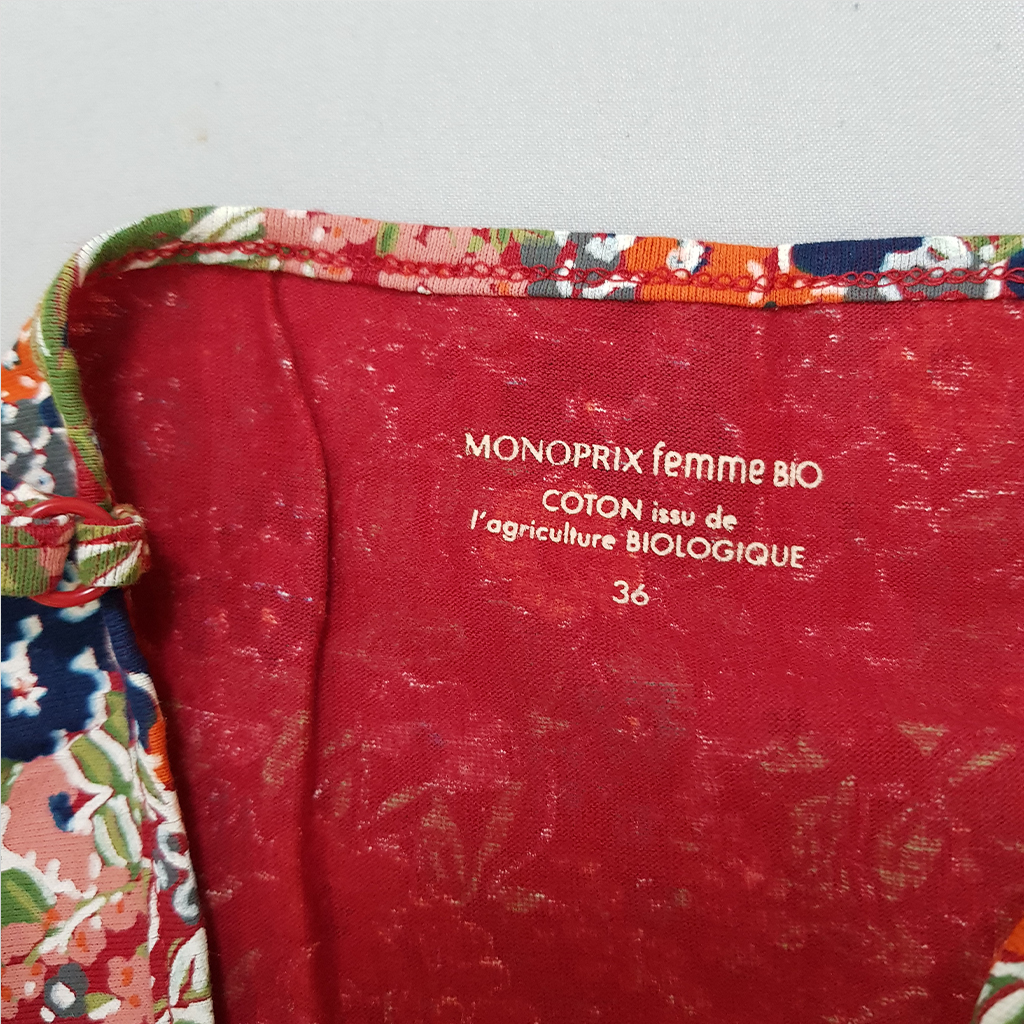 MONOPRIX femme BIO
COTON issu de
l'agriculture BIOLOGIQUE
36